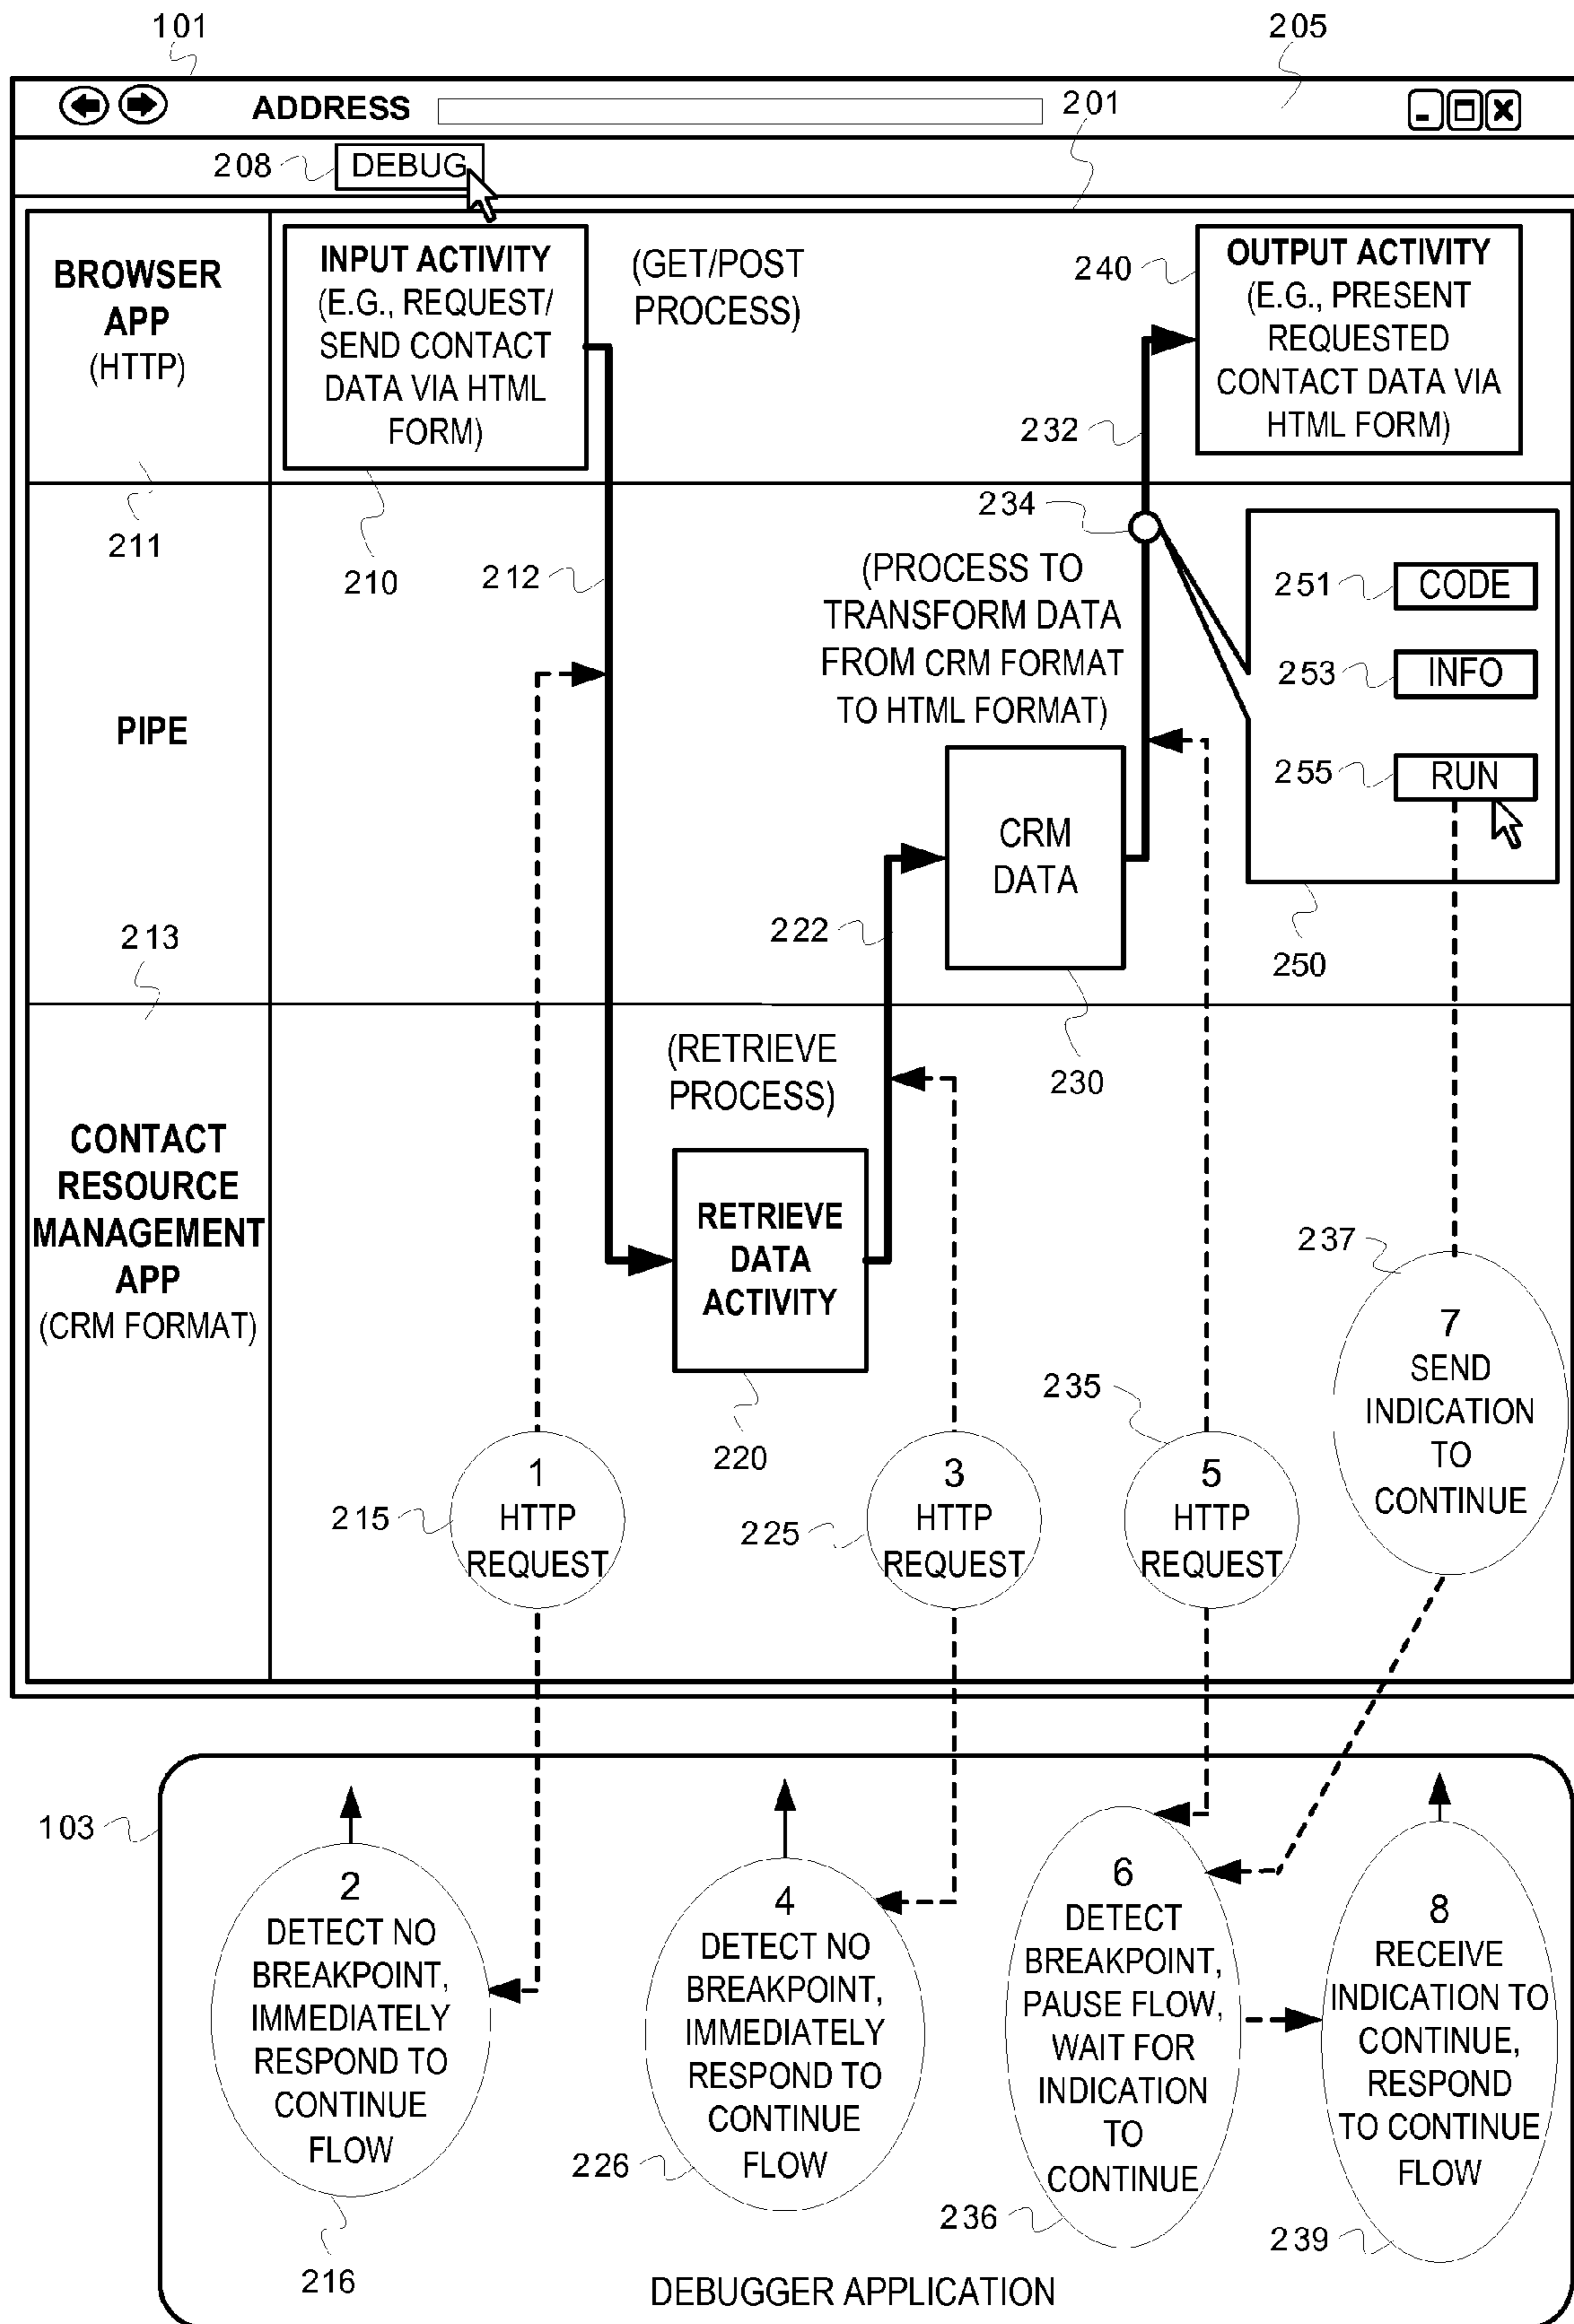 101
205
ADDRESS
201
208
DEBUG
BROWSER
APP
(HTTP)
INPUT ACTIVITY
(E.G., REQUEST/
SEND CONTACT
DATA VIA HTML
FORM)
(GET/POST
PROCESS)
240
OUTPUT ACTIVITY
(E.G., PRESENT
REQUESTED
CONTACT DATA VIA
HTML FORM)
232
211
210
212
234
(PROCESS TO
TRANSFORM DATA
FROM CRM FORMAT
TO HTML FORMAT)
251
CODE
253
INFO
255
RUN
PIPE
CRM
DATA
222
213
250
230
(RETRIEVE
PROCESS)
CONTACT
RESOURCE
MANAGEMENT
APP
(CRM FORMAT)
RETRIEVE
DATA
ACTIVITY
220
237
7
SEND
INDICATION
TO
CONTINUE
215
1
HTTP
REQUEST
225
3
HTTP
REQUEST
235
5
HTTP
REQUEST
103
2
DETECT NO
BREAKPOINT,
IMMEDIATELY
RESPOND TO
CONTINUE
FLOW
216
4
DETECT NO
BREAKPOINT,
IMMEDIATELY
RESPOND TO
CONTINUE
FLOW
226
6
DETECT
BREAKPOINT,
PAUSE FLOW,
WAIT FOR
INDICATION
TO
CONTINUE
236
8
RECEIVE
INDICATION TO
CONTINUE,
RESPOND
TO CONTINUE
FLOW
239
DEBUGGER APPLICATION